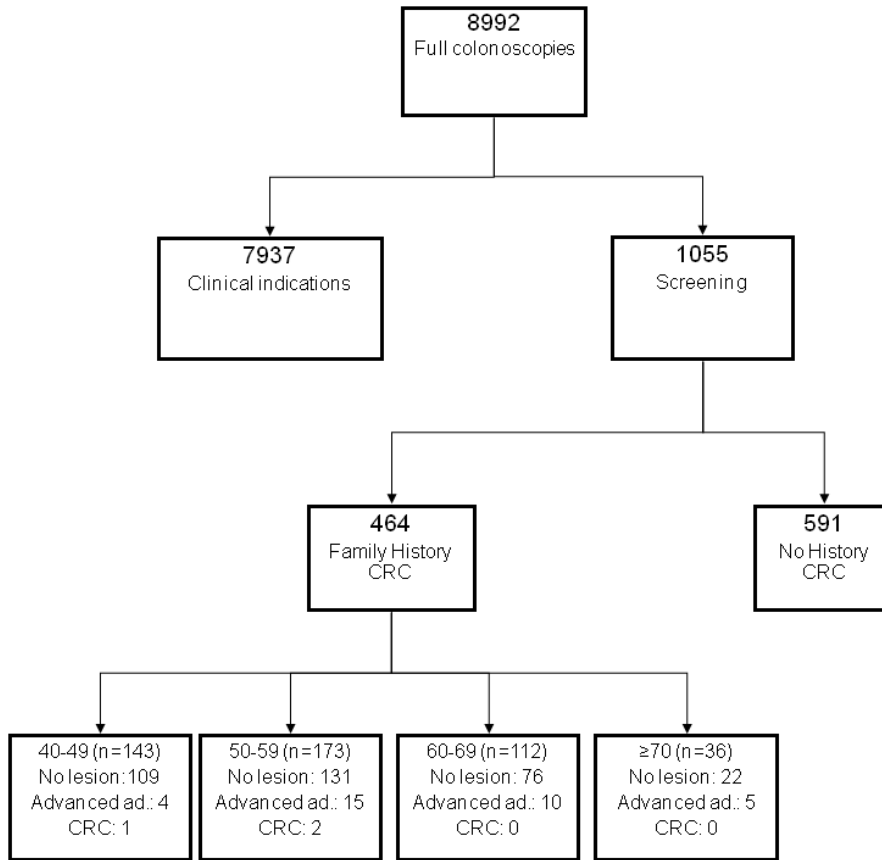 8992
Full colonoscopies
7937
Clinical indications
1055
Screening
464
Family History
CRC
591
No History
CRC
40-49 (n=143)
No lesion: 109
Advanced ad.: 4
CRC: 1
50-59 (n=173)
No lesion: 131
Advanced ad.: 15
CRC: 2
60-69 (n=112)
No lesion: 76
Advanced ad.: 10
CRC: 0
≥70 (n=36)
No lesion: 22
Advanced ad.: 5
CRC: 0